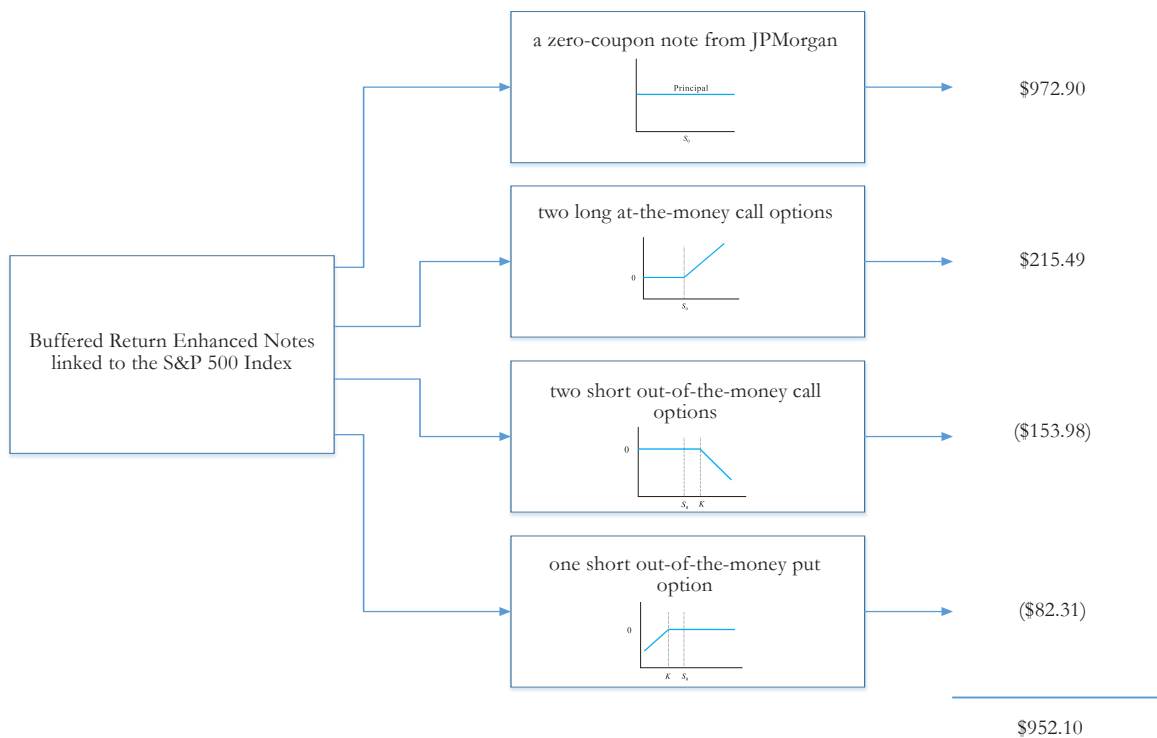 a zero-coupon note from JPMorgan
Principal
S₀
$972.90
two long at-the-money call options
0
S₀
$215.49
Buffered Return Enhanced Notes
linked to the S&P 500 Index
two short out-of-the-money call
options
0
S₀ K
($153.98)
one short out-of-the-money put
option
0
K S₀
($82.31)
$952.10